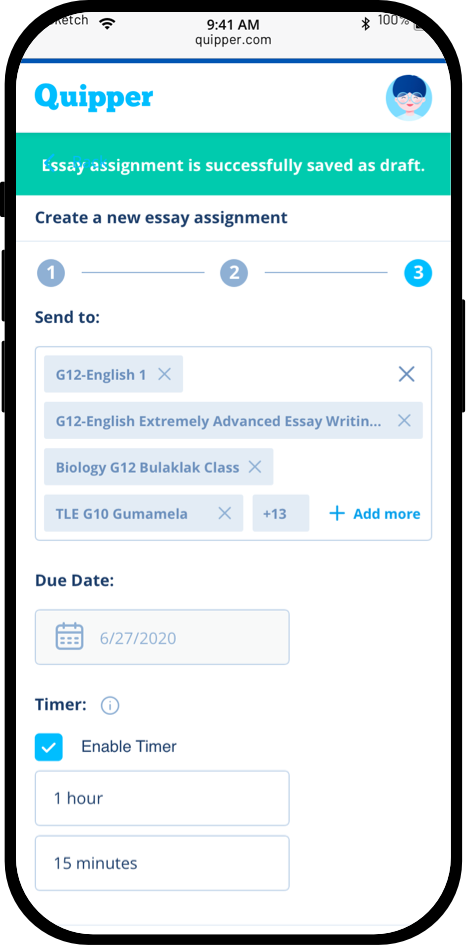 9:41 AM
100%
quipper.com
Quipper
Essay assignment is successfully saved as draft.
Create a new essay assignment
1 2 3
Send to:
G12-English 1
G12-English Extremely Advanced Essay Writin...
Biology G12 Bulaklak Class
TLE G10 Gumamela +13 + Add more
Due Date:
6/27/2020
Timer:
Enable Timer
1 hour
15 minutes